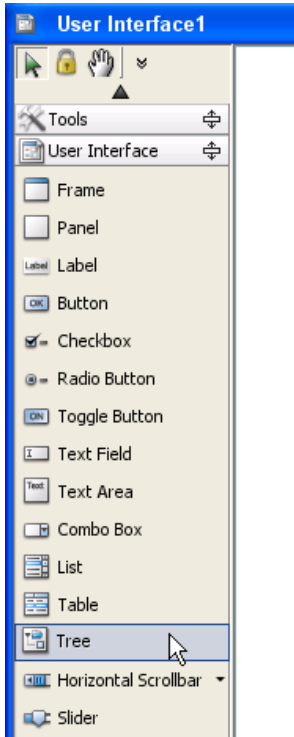 User Interface1
Tools
User Interface
Frame
Panel
Label Label
OK Button
Checkbox
Radio Button
ON Toggle Button
Text Field
Text Text Area
Combo Box
List
Table
Tree
Horizontal Scrollbar
Slider